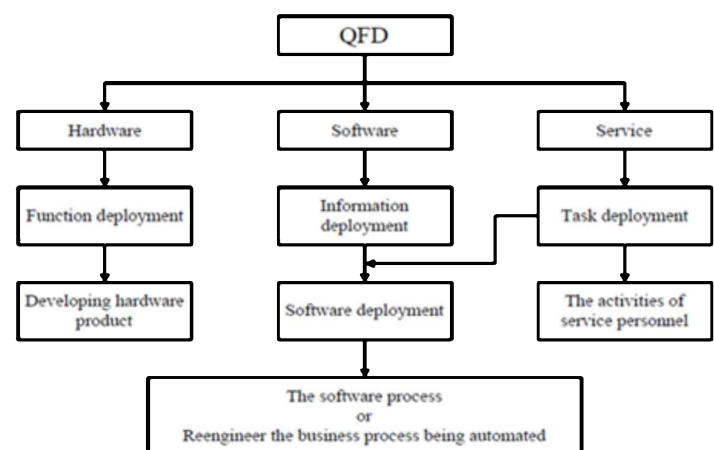 QFD
Hardware
Software
Service
Function deployment
Information
deployment
Task deployment
Developing hardware
product
Software deployment
The activities of
service personnel
The software process
or
Reengineer the business process being automated